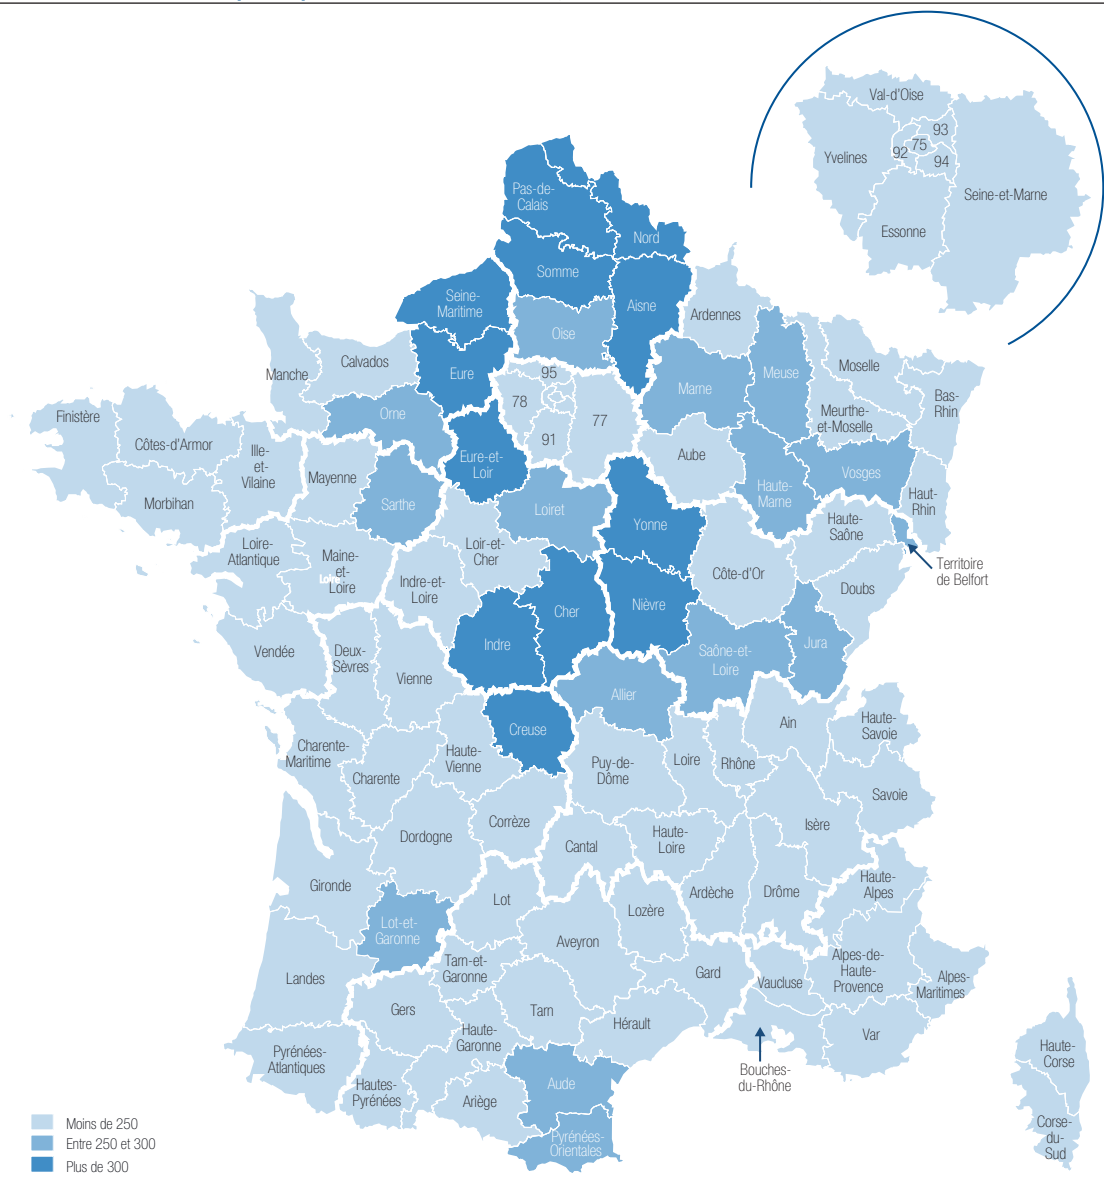 Val-d'Oise
93
75
92
94
Yvelines
Seine-et-Marne
Essonne
Pas-de-
Calais
Nord
Somme
Aisne
Seine-
Maritime
Oise
Ardennes
Eure
Calvados
Manche
95
78
77
91
Marne
Meuse
Moselle
Meurthe-
et-Moselle
Bas-
Rhin
Orne
Finistère
Côtes-d'Armor
Ille-
et-
Vilaine
Morbihan
Mayenne
Sarthe
Eure-et-
Loir
Aube
Haute-
Marne
Vosges
Haut-
Rhin
Loiret
Yonne
Haute-
Saône
Territoire
de Belfort
Loire-
Atlantique
Maine-
et-
Loire
Loire
Loir-et-
Cher
Indre-et-
Loire
Côte-d'Or
Doubs
Cher
Nièvre
Indre
Jura
Saône-et-
Loire
Vendée
Deux-
Sèvres
Vienne
Allier
Creuse
Ain
Haute-
Savoie
Charente-
Maritime
Charente
Haute-
Vienne
Puy-de-
Dôme
Loire
Rhône
Savoie
Isère
Corrèze
Dordogne
Cantal
Haute-
Loire
Gironde
Ardèche
Drôme
Haute-
Alpes
Lot
Lozère
Lot-et-
Garonne
Aveyron
Tarn-et-
Garonne
Landes
Gard
Vaucluse
Alpes-de-
Haute-
Provence
Alpes-
Maritimes
Gers
Tarn
Haute-
Garonne
Hérault
Var
Bouches-
du-Rhône
Pyrénées-
Atlantiques
Hautes-
Pyrénées
Ariège
Aude
Pyrénées-
Orientales
Haute-
Corse
Corse-
du-
Sud
Moins de 250
Entre 250 et 300
Plus de 300